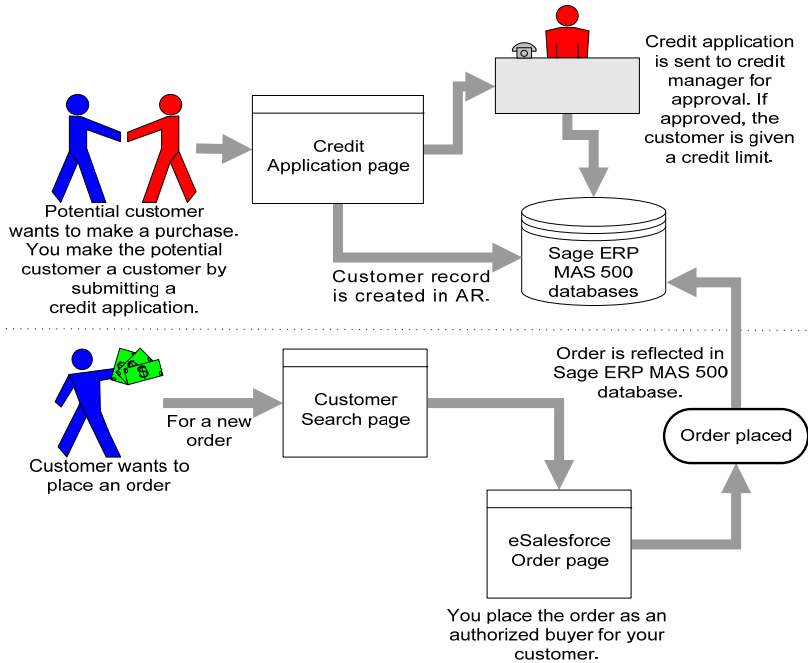 Credit application
is sent to credit
manager for
approval. If
approved, the
customer is given
a credit limit.
Credit
Application page
Potential customer
wants to make a purchase.
You make the potential
customer a customer by
submitting a
credit application.
Customer record
is created in AR.
Sage ERP
MAS 500
databases
Order is reflected in
Sage ERP MAS 500
database.
For a new
order
Customer
Search page
Order placed
Customer wants to
place an order
eSalesforce
Order page
You place the order as an
authorized buyer for your
customer.